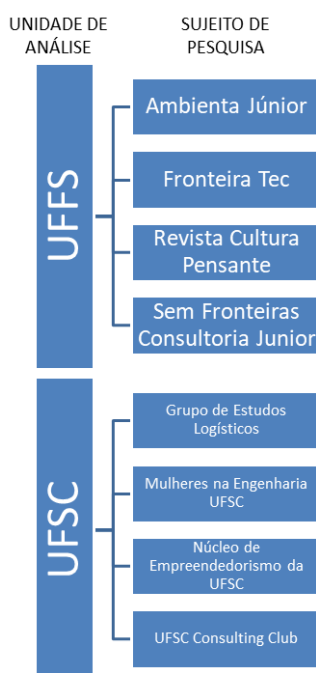 UNIDADE DE
ANÁLISE
SUJEITO DE
PESQUISA
UFFS
Ambienta Júnior
Fronteira Tec
Revista Cultura
Pensante
Sem Fronteiras
Consultoria Junior
UFSC
Grupo de Estudos
Logísticos
Mulheres na Engenharia
UFSC
Núcleo de
Empreendedorismo da
UFSC
UFSC Consulting Club